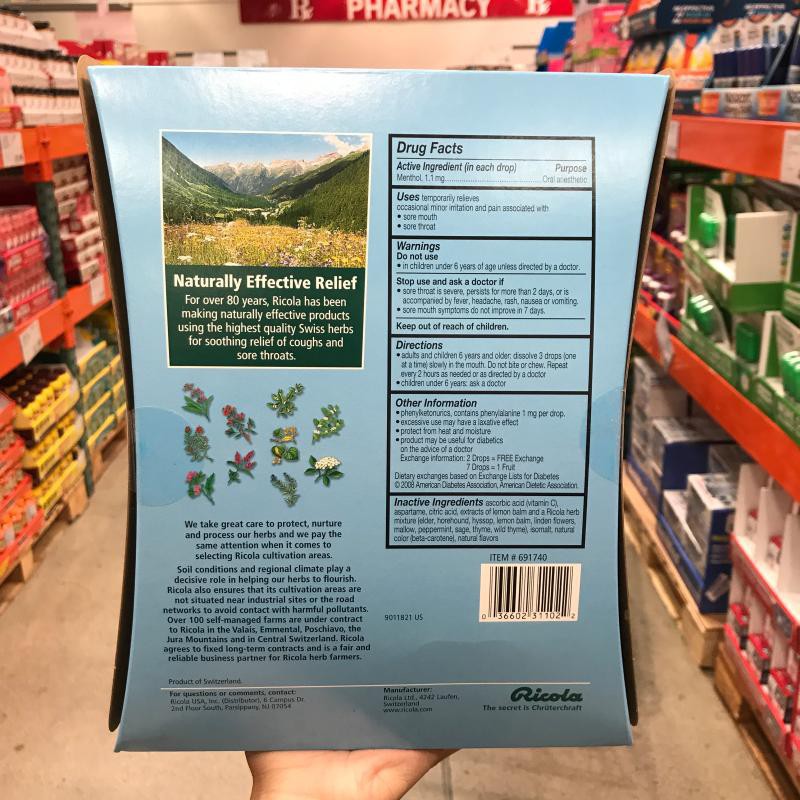 PHARMACY
Naturally Effective Relief
For over 80 years, Ricola has been
making naturally effective products
using the highest quality Swiss herbs
for soothing relief of coughs and
sore throats.
We take great care to protect, nurture
and process our herbs and we pay the
same attention when it comes to
selecting Ricola cultivation areas.
Soil conditions and regional climate play a
decisive role in helping our herbs to flourish.
Ricola also ensures that its cultivation areas are
not situated near industrial sites or the road
networks to avoid contact with harmful pollutants.
Over 100 self-managed farms are under contract
to Ricola in the Valais, Emmental, Poschiavo, the
Jura Mountains and in Central Switzerland. Ricola
agrees to fixed long-term contracts and is a fair and
reliable business partner for Ricola herb farmers.
Drug Facts
Active Ingredient (in each drop) Purpose
Menthol, 1.1 mg Oral anesthetic
Uses temporarily relieves
occasional minor irritation and pain associated with
• sore mouth
• sore throat
Warnings
Do not use
• in children under 6 years of age unless directed by a doctor.
Stop use and ask a doctor if
• sore throat is severe, persists for more than 2 days, or is
accompanied by fever, headache, rash, nausea or vomiting.
• sore mouth symptoms do not improve in 7 days.
Keep out of reach of children.
Directions
• adults and children 6 years and older: dissolve 3 drops (one
at a time) slowly in the mouth. Do not bite or chew. Repeat
every 2 hours as needed or as directed by a doctor
• children under 6 years: ask a doctor
Other Information
• phenylketonurics, contains phenylalanine 1 mg per drop.
• excessive use may have a laxative effect
• protect from heat and moisture
• product may be useful for diabetics
on the advice of a doctor
Exchange information: 2 Drops = FREE Exchange
7 Drops = 1 Fruit
Dietary exchanges based on Exchange Lists for Diabetes
© 2008 American Diabetes Association, American Dietetic Association.
Inactive Ingredients ascorbic acid (vitamin C),
aspartame, citric acid, extracts of lemon balm and a Ricola herb
mixture (elder, horehound, hyssop, lemon balm, linden flowers,
mallow, peppermint, sage, thyme, wild thyme), isomalt, natural
color (beta-carotene), natural flavors
ITEM # 691740
0 36602 31102 2
9011821 US
Product of Switzerland.
For questions or comments, contact:
Ricola USA, Inc. (Distributor), 6 Campus Dr.
2nd Floor South, Parsippany, NJ 07054
Manufacturer:
Ricola Ltd., 4242 Laufen,
Switzerland
www.ricola.com
Ricola
The secret is Chrüterchraft